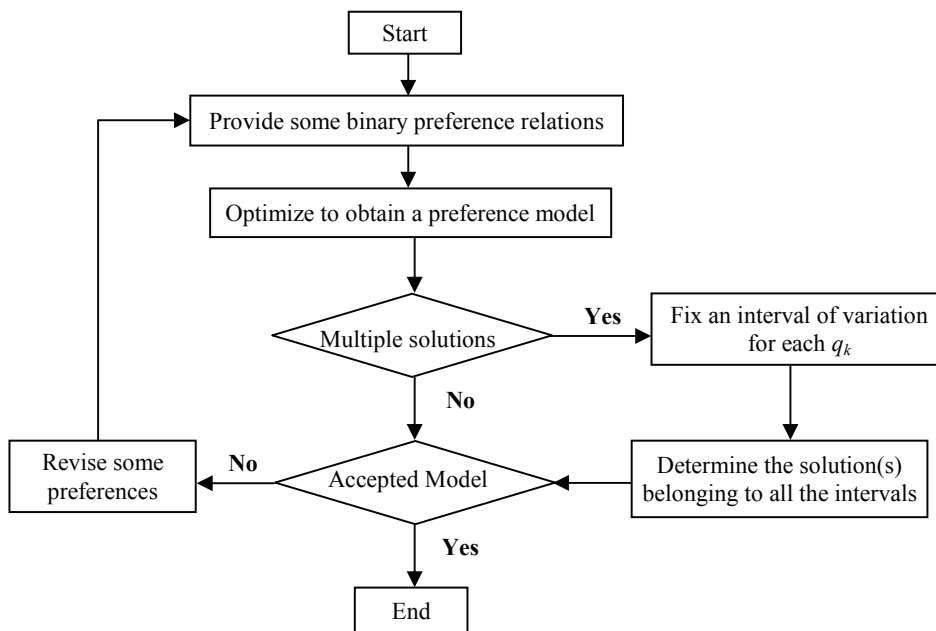 Start
Provide some binary preference relations
Optimize to obtain a preference model
Multiple solutions
Yes
Fix an interval of variation
for each qk
No
Revise some
preferences
No
Accepted Model
Determine the solution(s)
belonging to all the intervals
Yes
End